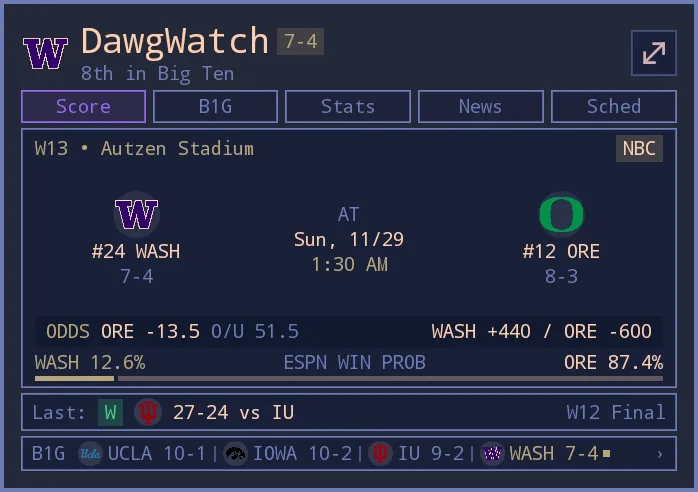 W DawgWatch 7-4
8th in Big Ten
Score B1G Stats News Sched
W13 • Autzen Stadium NBC
W AT O
Sun, 11/29
#24 WASH #12 ORE
7-4 1:30 AM 8-3
ODDS ORE -13.5 O/U 51.5 WASH +440 / ORE -600
WASH 12.6% ESPN WIN PROB ORE 87.4%
Last: W 27-24 vs IU W12 Final
B1G Ucla UCLA 10-1 | IOWA 10-2 | IU 9-2 | W WASH 7-4 ›